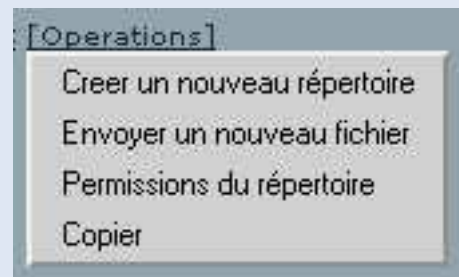 [Operations]
Creer un nouveau répertoire
Envoyer un nouveau fichier
Permissions du répertoire
Copier